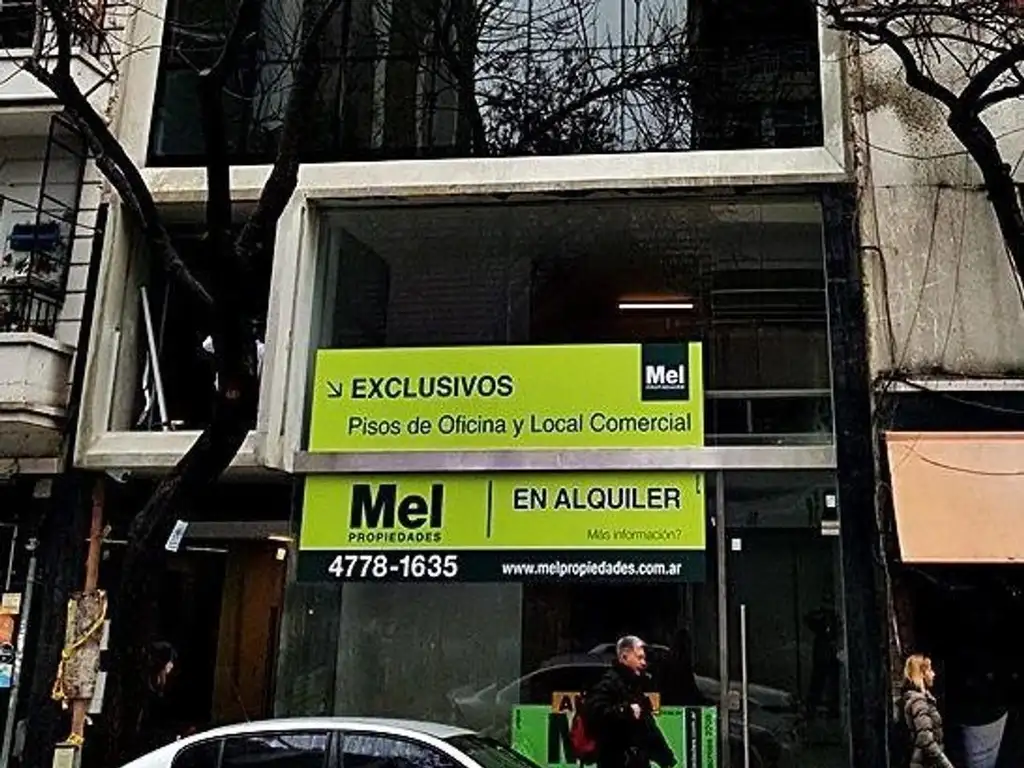 EXCLUSIVOS
Mel
Pisos de Oficina y Local Comercial
Mel
PROPIEDADES
EN ALQUILER
Más información?
4778-1635
www.melpropiedades.com.ar